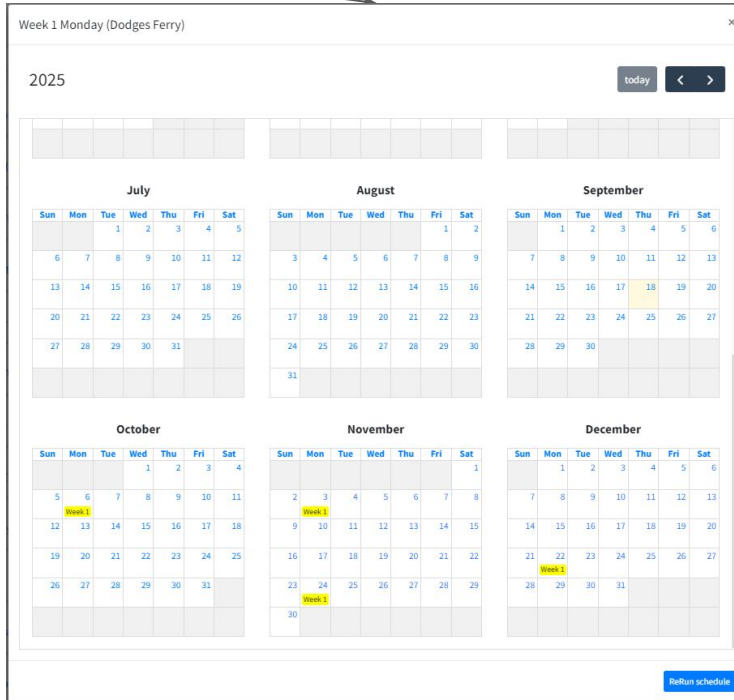 Week 1 Monday (Dodges Ferry) ×
2025 today < >
July August September
Sun Mon Tue Wed Thu Fri Sat Sun Mon Tue Wed Thu Fri Sat Sun Mon Tue Wed Thu Fri Sat
1 2 3 4 5 1 2 1 2 3 4 5 6
6 7 8 9 10 11 12 3 4 5 6 7 8 9 7 8 9 10 11 12 13
13 14 15 16 17 18 19 10 11 12 13 14 15 16 14 15 16 17 18 19 20
20 21 22 23 24 25 26 17 18 19 20 21 22 23 21 22 23 24 25 26 27
27 28 29 30 31 24 25 26 27 28 29 30 28 29 30
31
October November December
Sun Mon Tue Wed Thu Fri Sat Sun Mon Tue Wed Thu Fri Sat Sun Mon Tue Wed Thu Fri Sat
1 2 3 4 1 1 2 3 4 5 6
5 6 7 8 9 10 11 2 3 4 5 6 7 8 7 8 9 10 11 12 13
Week 1 Week 1
12 13 14 15 16 17 18 9 10 11 12 13 14 15 14 15 16 17 18 19 20
19 20 21 22 23 24 25 16 17 18 19 20 21 22 21 22 23 24 25 26 27
Week 1
26 27 28 29 30 31 23 24 25 26 27 28 29 28 29 30 31
Week 1
30
ReRun schedule